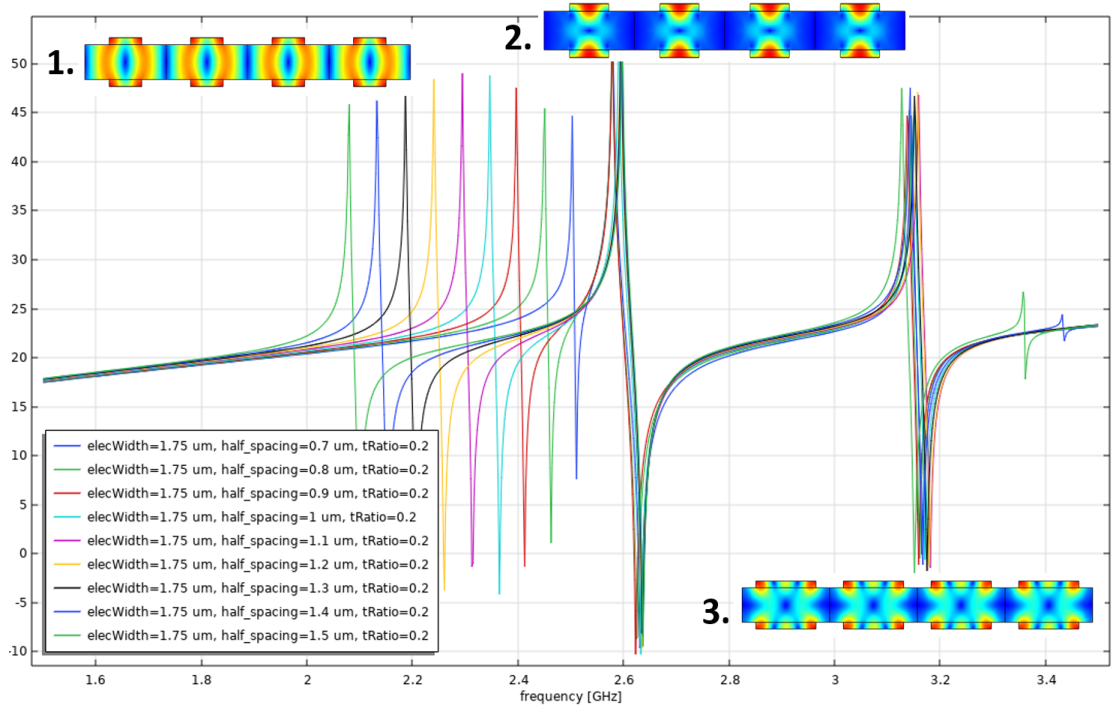 1.
2.
50
45
40
35
30
25
20
15
10
5
0
-5
-10
elecWidth=1.75 um, half_spacing=0.7 um, tRatio=0.2
elecWidth=1.75 um, half_spacing=0.8 um, tRatio=0.2
elecWidth=1.75 um, half_spacing=0.9 um, tRatio=0.2
elecWidth=1.75 um, half_spacing=1 um, tRatio=0.2
elecWidth=1.75 um, half_spacing=1.1 um, tRatio=0.2
elecWidth=1.75 um, half_spacing=1.2 um, tRatio=0.2
elecWidth=1.75 um, half_spacing=1.3 um, tRatio=0.2
elecWidth=1.75 um, half_spacing=1.4 um, tRatio=0.2
elecWidth=1.75 um, half_spacing=1.5 um, tRatio=0.2
3.
1.6 1.8 2 2.2 2.4 2.6 2.8 3 3.2 3.4
frequency [GHz]